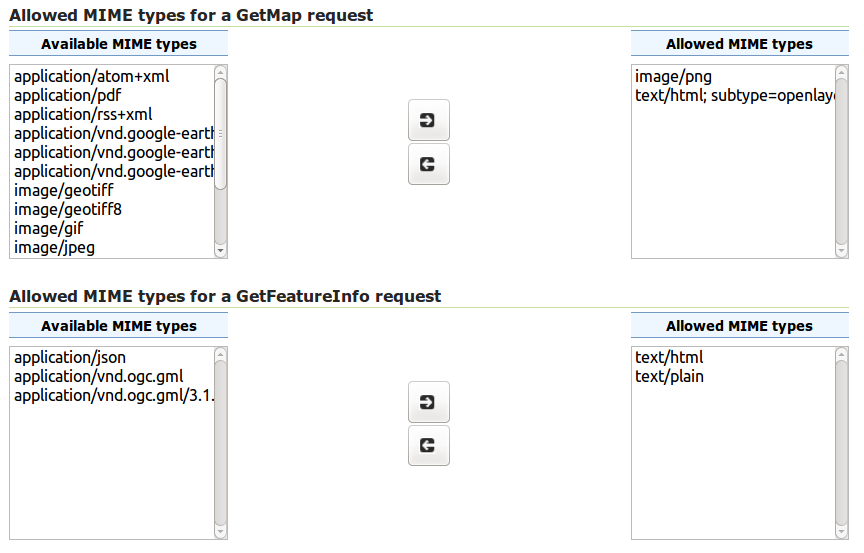 Allowed MIME types for a GetMap request
Available MIME types
Allowed MIME types
application/atom+xml
application/pdf
application/rss+xml
application/vnd.google-earth
application/vnd.google-earth
application/vnd.google-earth
image/geotiff
image/geotiff8
image/gif
image/jpeg
image/png
text/html; subtype=openlaye
Allowed MIME types for a GetFeatureInfo request
Available MIME types
Allowed MIME types
application/json
application/vnd.ogc.gml
application/vnd.ogc.gml/3.1.
text/html
text/plain